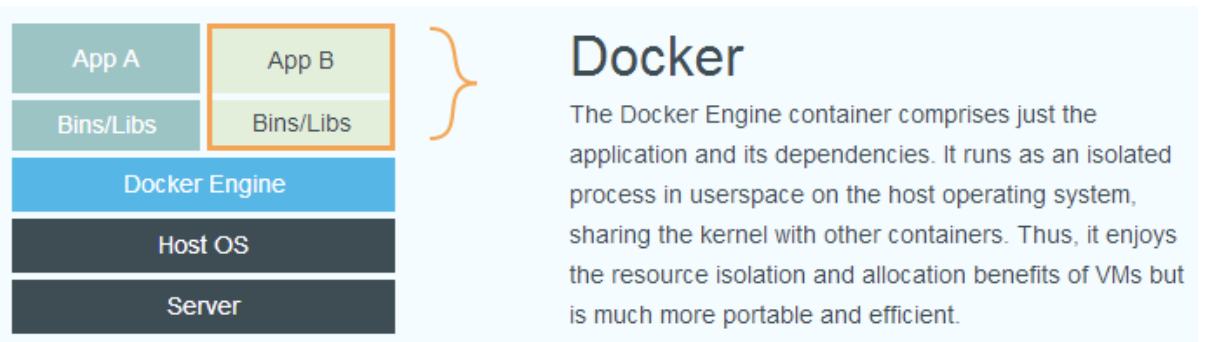 App A
App B
Bins/Libs
Bins/Libs
Docker Engine
Host OS
Server
Docker
The Docker Engine container comprises just the
application and its dependencies. It runs as an isolated
process in userspace on the host operating system,
sharing the kernel with other containers. Thus, it enjoys
the resource isolation and allocation benefits of VMs but
is much more portable and efficient.